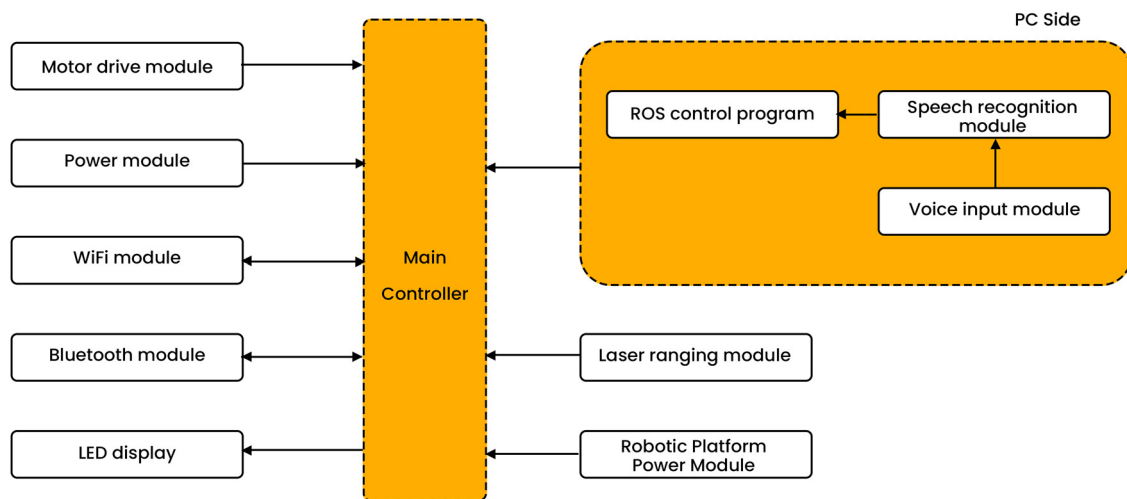 PC Side
Motor drive module
ROS control program
Speech recognition
module
Power module
Voice input module
WiFi module
Main
Controller
Bluetooth module
Laser ranging module
LED display
Robotic Platform
Power Module